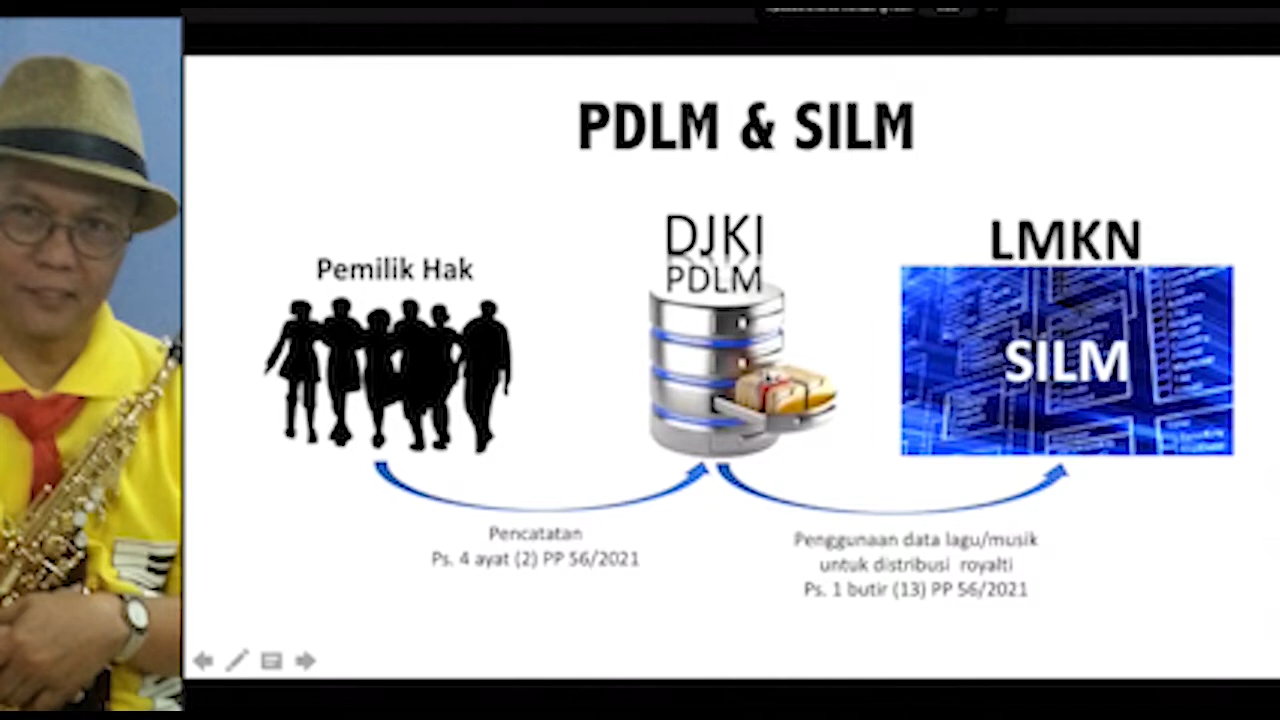 PDLM & SILM
Pemilik Hak
DJKI
PDLM
LMKN
SILM
Pencatatan
Ps. 4 ayat (2) PP 56/2021
Penggunaan data lagu/musik
untuk distribusi royalti
Ps. 1 butir (13) PP 56/2021